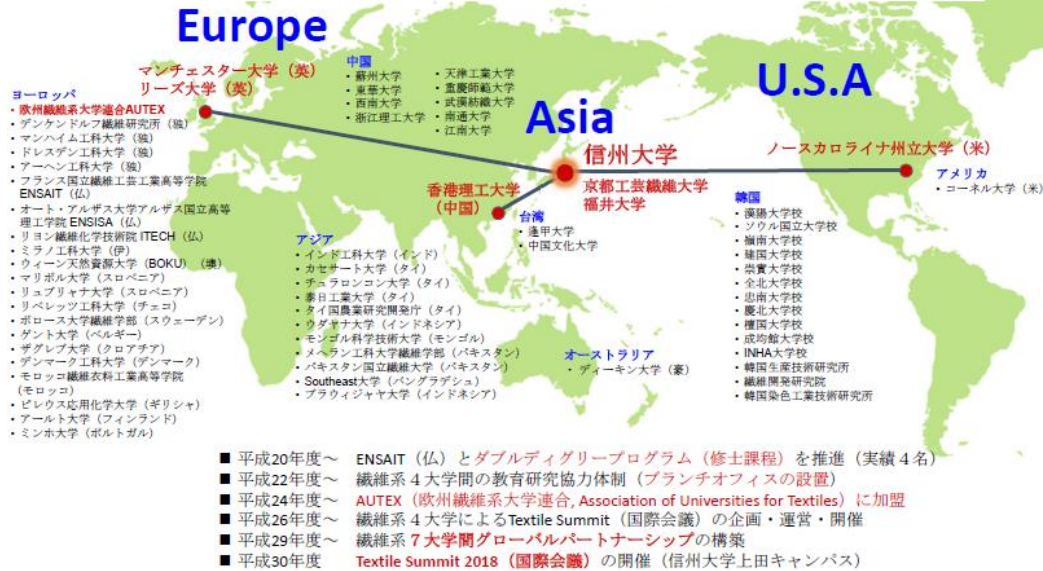 Europe
マンチェスター大学（英）
リーズ大学（英）
ヨーロッパ
・欧州繊維系大学連合AUTEX
・デンケンドルフ繊維研究所（独）
・マンハイム工科大学（独）
・ドレスデン工科大学（独）
・アーヘン工科大学（独）
・フランス国立繊維工芸工業高等学院
ENSAIT（仏）
・オート・アルザス大学アルザス国立高等
理工学院 ENSISA（仏）
・リヨン繊維化学技術院 ITECH（仏）
・ミラノ工科大学（伊）
・ウィーン天然資源大学（BOKU）（墺）
・マリボル大学（スロベニア）
・リュブリャナ大学（スロベニア）
・リベレッツ工科大学（チェコ）
・ボロース大学繊維学部（スウェーデン）
・ゲント大学（ベルギー）
・ザグレブ大学（クロアチア）
・デンマーク工科大学（デンマーク）
・モロッコ繊維衣料工業高等学院
（モロッコ）
・ピレウス応用化学大学（ギリシャ）
・アールト大学（フィンランド）
・ミンホ大学（ポルトガル）
中国
・蘇州大学
・東華大学
・西南大学
・浙江理工大学
・天津工業大学
・重慶師範大学
・武漢紡織大学
・南通大学
・江南大学
Asia
信州大学
京都工芸繊維大学
福井大学
香港理工大学
（中国）
台湾
・逢甲大学
・中国文化大学
アジア
・インド工科大学（インド）
・カセサート大学（タイ）
・チュラロンコン大学（タイ）
・泰日工業大学（タイ）
・タイ国農業研究開発庁（タイ）
・ウダヤナ大学（インドネシア）
・モンゴル科学技術大学（モンゴル）
・メヘラン工科大学繊維学部（パキスタン）
・パキスタン国立繊維大学（パキスタン）
・Southeast大学（バングラデシュ）
・ブラウィジャヤ大学（インドネシア）
オーストラリア
・ディーキン大学（豪）
U.S.A
ノースカロライナ州立大学（米）
アメリカ
・コーネル大学（米）
韓国
・漢陽大学校
・ソウル国立大学校
・嶺南大学校
・建国大学校
・崇實大学校
・全北大学校
・忠南大学校
・慶北大学校
・檀国大学校
・成均館大学校
・INHA大学校
・韓国生産技術研究所
・繊維開発研究院
・韓国染色工業技術研究所
■ 平成20年度～ ENSAIT（仏）とダブルディグリープログラム（修士課程）を推進（実績４名）
■ 平成22年度～ 繊維系４大学間の教育研究協力体制（ブランチオフィスの設置）
■ 平成24年度～ AUTEX（欧州繊維系大学連合, Association of Universities for Textiles）に加盟
■ 平成26年度～ 繊維系４大学によるTextile Summit（国際会議）の企画・運営・開催
■ 平成29年度～ 繊維系７大学間グローバルパートナーシップの構築
■ 平成30年度 Textile Summit 2018（国際会議）の開催（信州大学上田キャンパス）